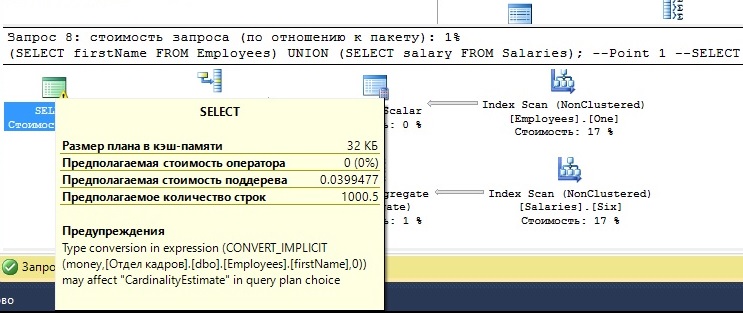 Запрос 8: стоимость запроса (по отношению к пакету): 1%
(SELECT firstName FROM Employees) UNION (SELECT salary FROM Salaries); --Point 1 --SELECT
SEL
Стоимос
SELECT
Размер плана в кэш-памяти 32 КБ
Предполагаемая стоимость оператора 0 (0%)
Предполагаемая стоимость поддерева 0.0399477
Предполагаемое количество строк 1000.5
Предупреждения
Type conversion in expression (CONVERT_IMPLICIT
(money,[Отдел кадров].[dbo].[Employees].[firstName],0))
may affect "CardinalityEstimate" in query plan choice
Scalar
: 0 %
Index Scan (NonClustered)
[Employees].[One]
Стоимость: 17 %
gregate
ate)
: 1 %
Index Scan (NonClustered)
[Salaries].[Six]
Стоимость: 17 %
Запро
во